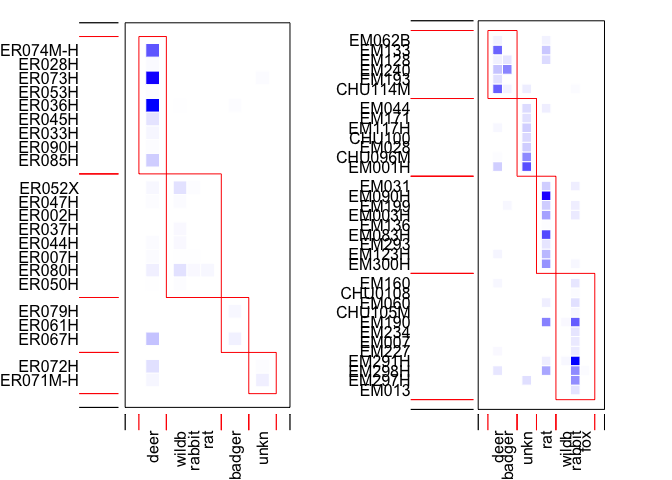 ER074M-H
ER028H
ER073H
ER053H
ER036H
ER045H
ER033H
ER090H
ER085H
ER052X
ER047H
ER002H
ER037H
ER044H
ER007H
ER080H
ER050H
ER079H
ER061H
ER067H
ER072H
ER071M-H
deer
wildb
rabbit
rat
badger
unkn
EM062B
EM133
EM128
EM240
EM193
CHU114M
EM044
EM171
EM117H
CHU100
EM028
CHU096M
EM001H
EM031
EM090H
EM199
EM003H
EM136
EM083H
EM293
EM123H
EM300H
EM160
CHU0108
EM060
CHU105M
EM190
EM234
EM007
EM227
EM291H
EM298H
EM297H
EM013
deer
badger
unkn
rat
wildb
rabbit
fox